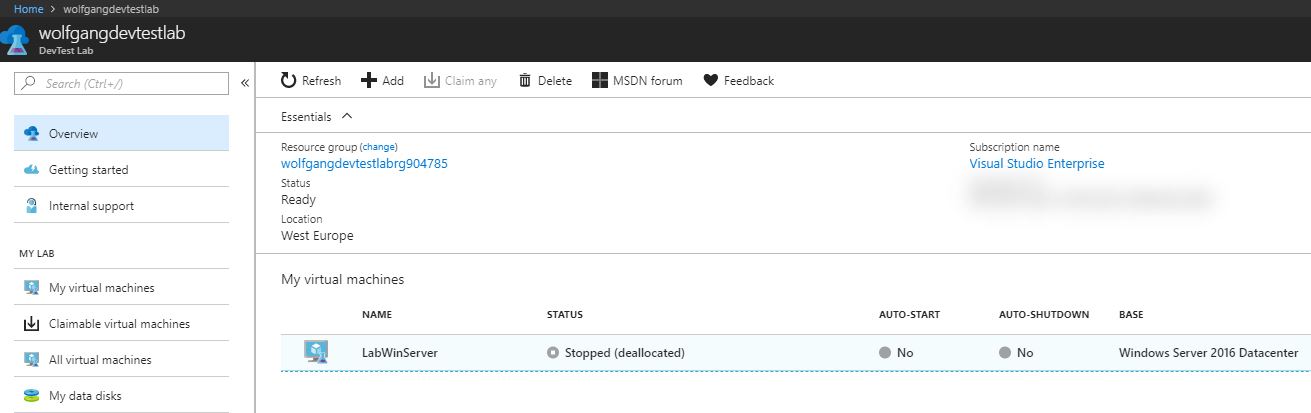 Home > wolfgangdevtestlab
wolfgangdevtestlab
DevTest Lab
Search (Ctrl+/)
«
Refresh Add Claim any Delete MSDN forum Feedback
Overview
Getting started
Internal support
MY LAB
My virtual machines
Claimable virtual machines
All virtual machines
My data disks
Essentials
Resource group (change)
wolfgangdevtestlabrg904785
Status
Ready
Location
West Europe
Subscription name
Visual Studio Enterprise
My virtual machines
NAME STATUS AUTO-START AUTO-SHUTDOWN BASE
LabWinServer Stopped (deallocated) No No Windows Server 2016 Datacenter